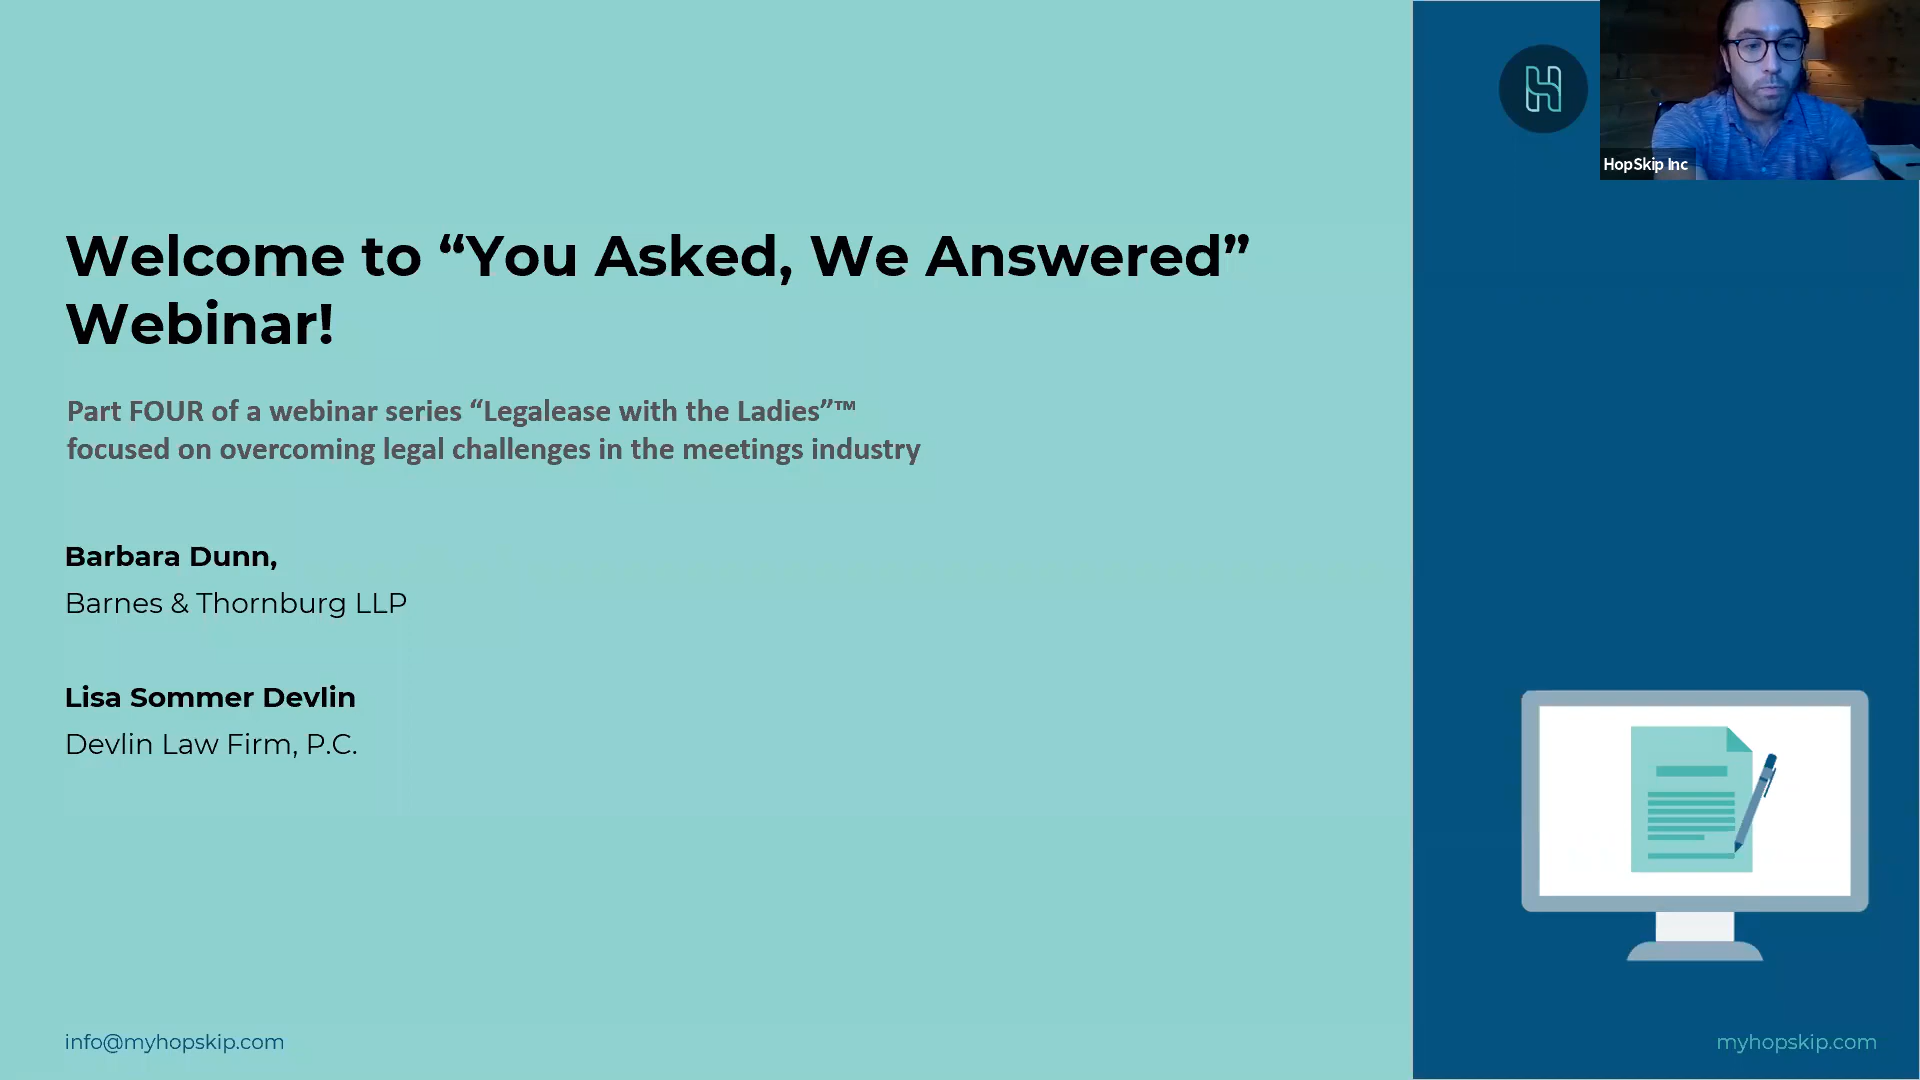 HopSkip Inc
Welcome to “You Asked, We Answered”
Webinar!
Part FOUR of a webinar series “Legalease with the Ladies”™
focused on overcoming legal challenges in the meetings industry
Barbara Dunn,
Barnes & Thornburg LLP
Lisa Sommer Devlin
Devlin Law Firm, P.C.
info@myhopskip.com
myhopskip.com